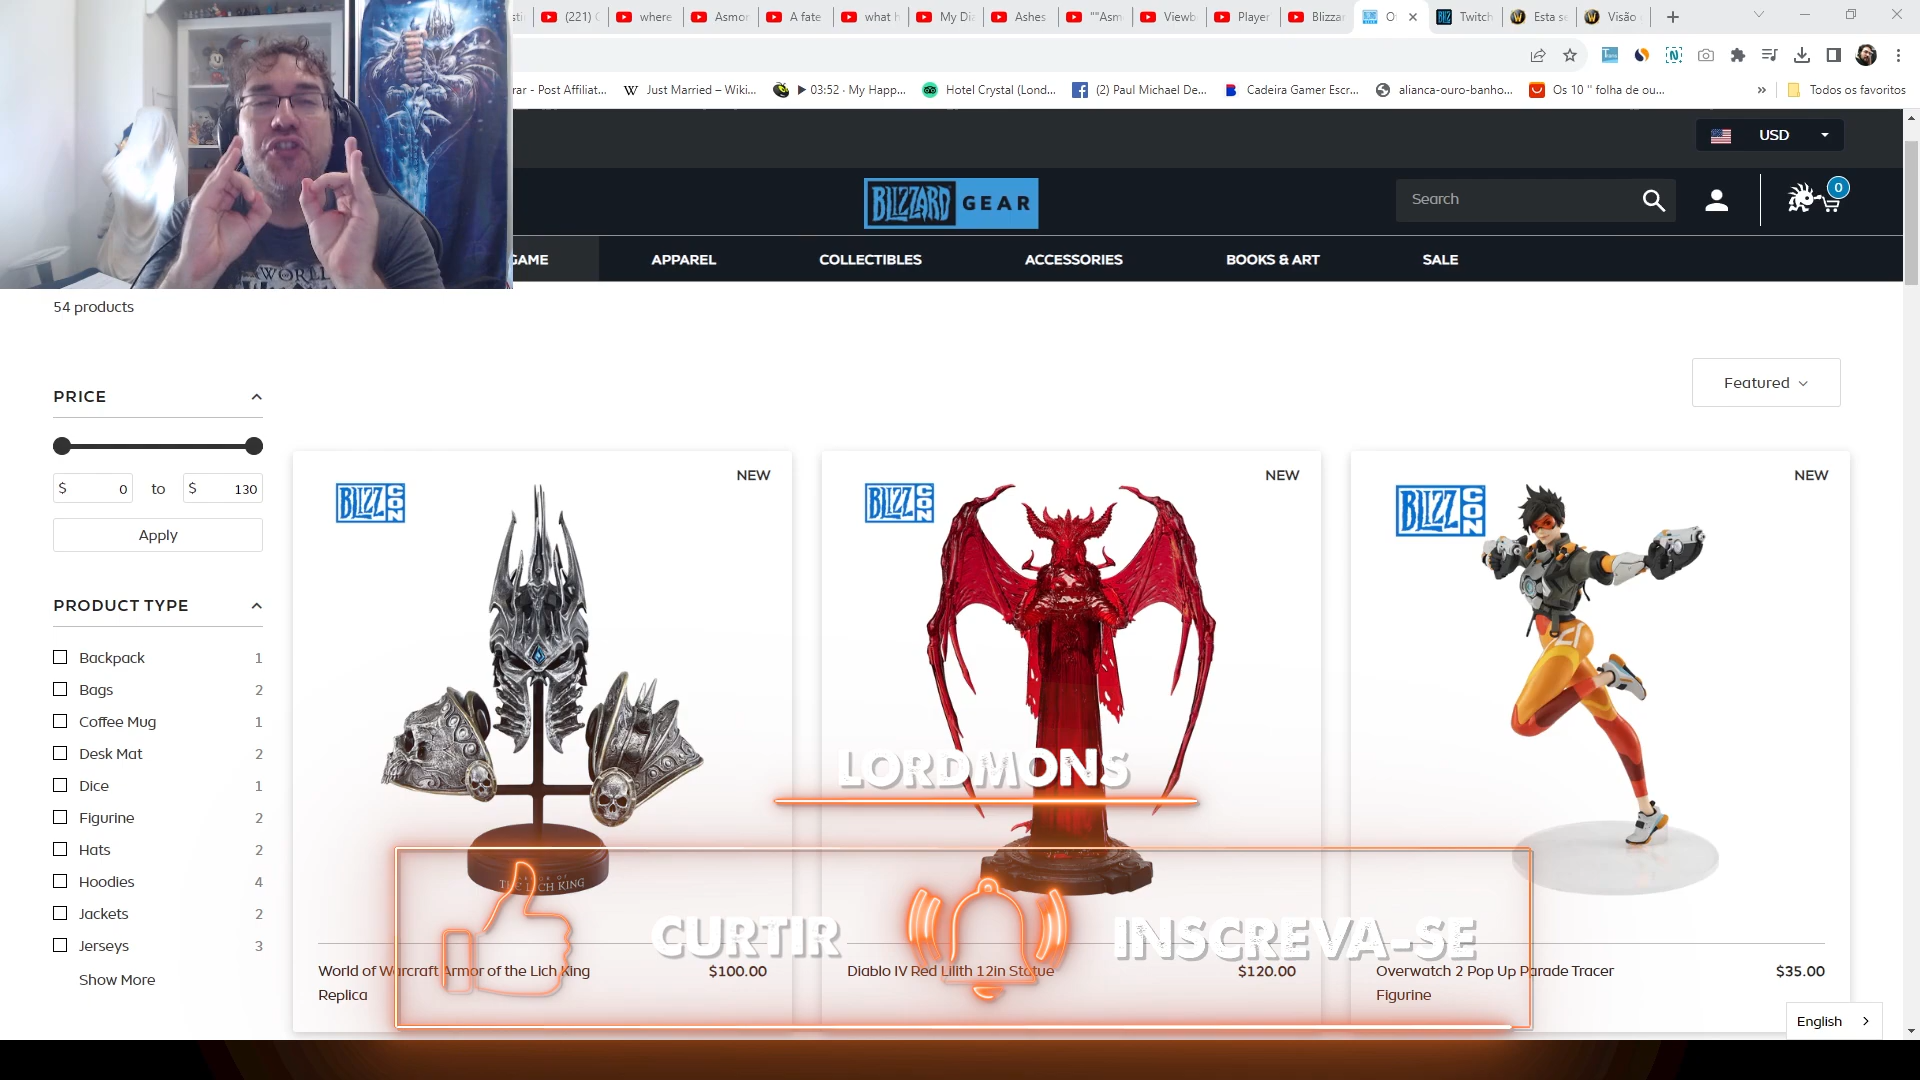 (221)
where
Asmor
A fate
what h
My Dia
Ashes
""Asm
Viewb
Player
Blizzar
Twitch
Esta s
Visão
rar - Post Affiliat...
Just Married – Wiki...
▶ 03:52 · My Happ...
Hotel Crystal (Lond...
(2) Paul Michael De...
Cadeira Gamer Escr...
alianca-ouro-banho...
Os 10 " folha de ou...
»
Todos os favoritos
USD
BLIZZARD GEAR
Search
0
GAME
APPAREL
COLLECTIBLES
ACCESSORIES
BOOKS & ART
SALE
WORLD
54 products
Featured
PRICE
$ 0 to $ 130
Apply
PRODUCT TYPE
Backpack 1
Bags 2
Coffee Mug 1
Desk Mat 2
Dice 1
Figurine 2
Hats 2
Hoodies 4
Jackets 2
Jerseys 3
Show More
BLIZZCON
NEW
ARMOR OF
THE LICH KING
World of Warcraft Armor of the Lich King
Replica
$100.00
BLIZZCON
NEW
Diablo IV Red Lilith 12in Statue
$120.00
BLIZZCON
NEW
Overwatch 2 Pop Up Parade Tracer
Figurine
$35.00
LORDMONS
CURTIR
INSCREVA-SE
English